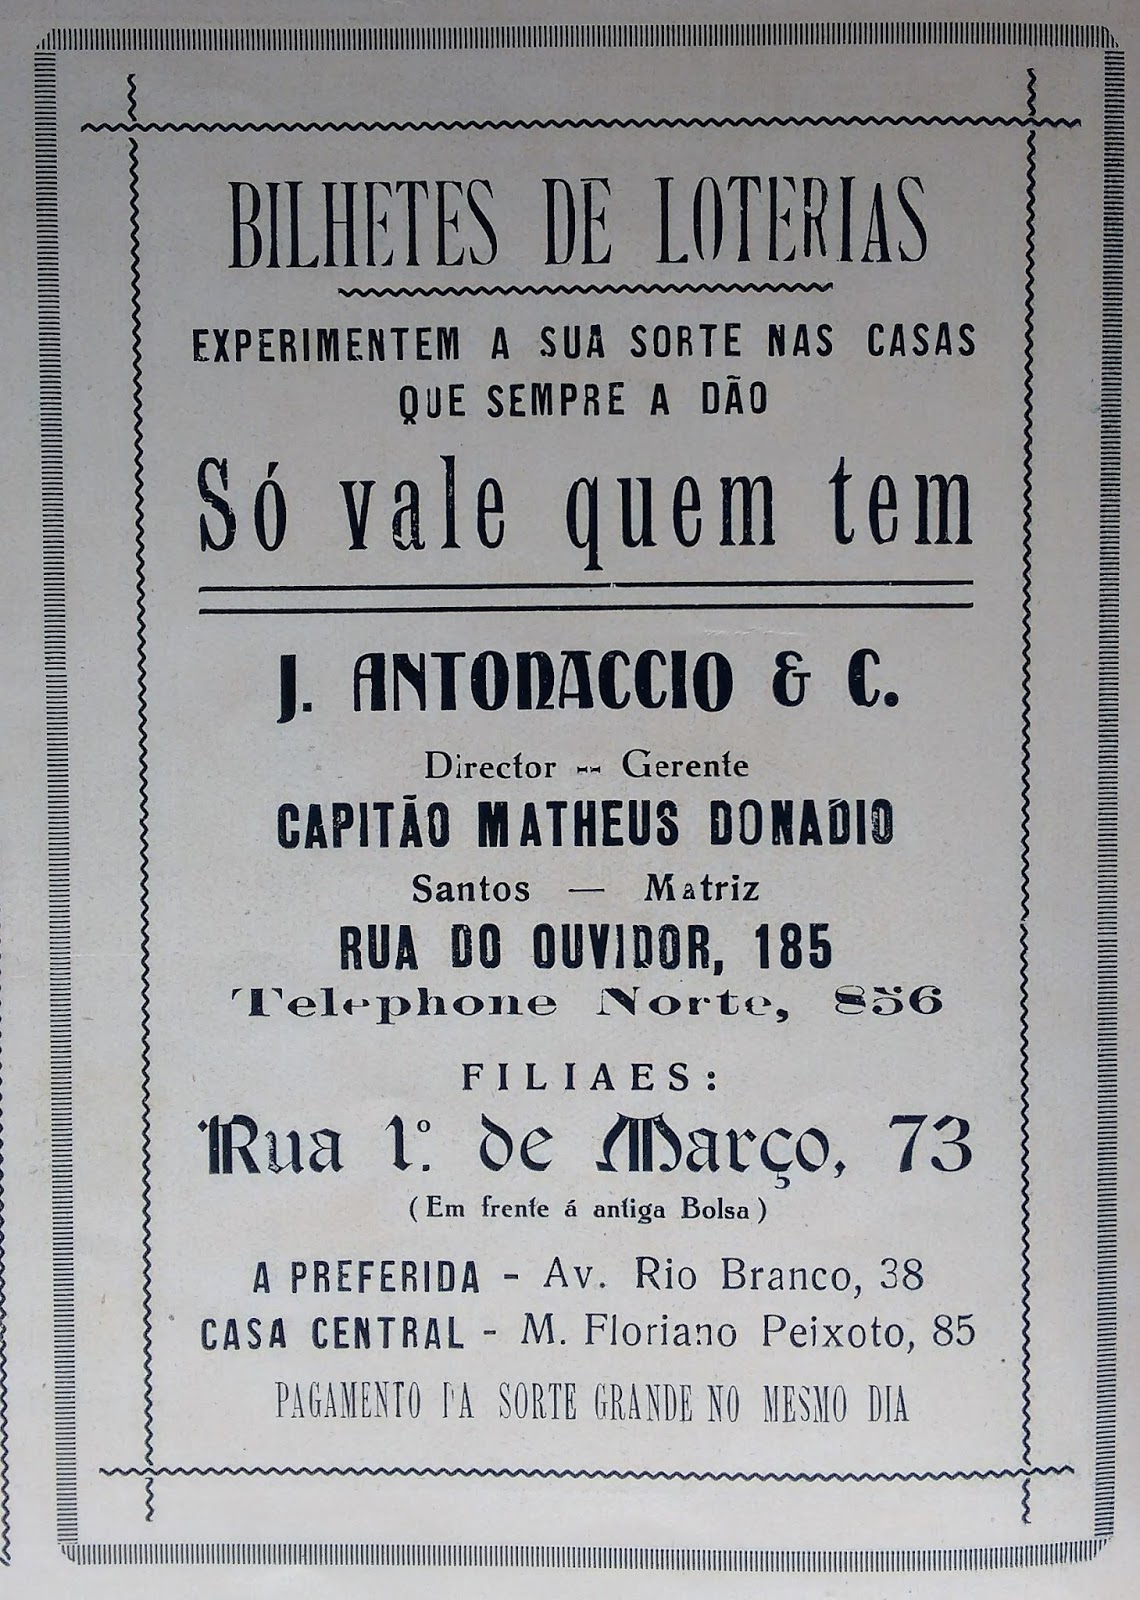 BILHETES DE LOTERIAS
EXPERIMENTEM A SUA SORTE NAS CASAS
QUE SEMPRE A DÃO
Só vale quem tem
J. ANTONACCIO & C.
Director -- Gerente
CAPITÃO MATHEUS DONADIO
Santos — Matriz
RUA DO OUVIDOR, 185
Telephone Norte, 856
FILIAES:
Rua 1º. de Março, 73
(Em frente á antiga Bolsa)
A PREFERIDA - Av. Rio Branco, 38
CASA CENTRAL - M. Floriano Peixoto, 85
PAGAMENTO DA SORTE GRANDE NO MESMO DIA